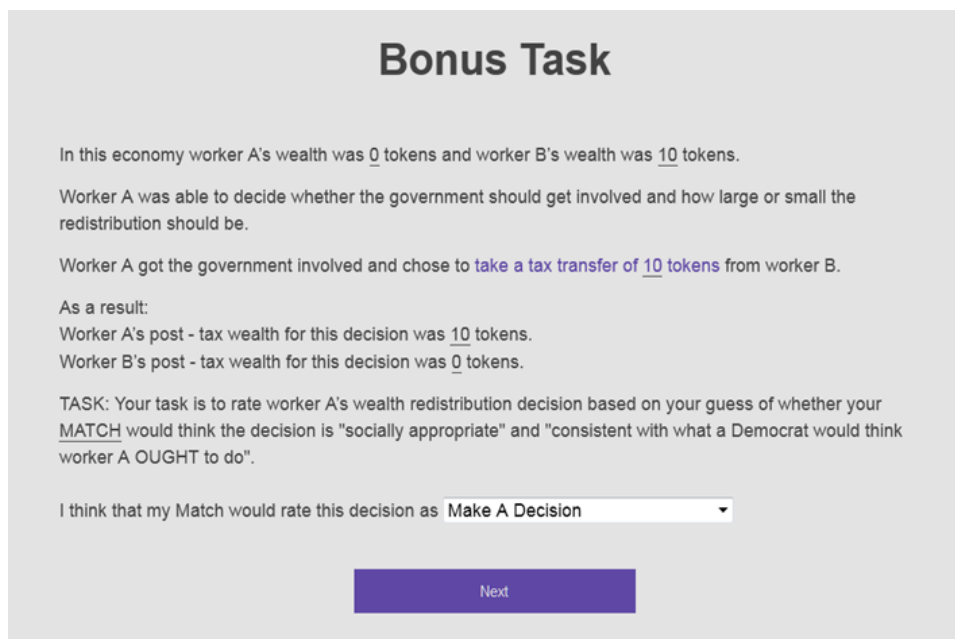 Bonus Task
In this economy worker A's wealth was 0 tokens and worker B's wealth was 10 tokens.
Worker A was able to decide whether the government should get involved and how large or small the
redistribution should be.
Worker A got the government involved and chose to take a tax transfer of 10 tokens from worker B.
As a result:
Worker A's post - tax wealth for this decision was 10 tokens.
Worker B's post - tax wealth for this decision was 0 tokens.
TASK: Your task is to rate worker A's wealth redistribution decision based on your guess of whether your
MATCH would think the decision is "socially appropriate" and "consistent with what a Democrat would think
worker A OUGHT to do".
I think that my Match would rate this decision as Make A Decision
Next